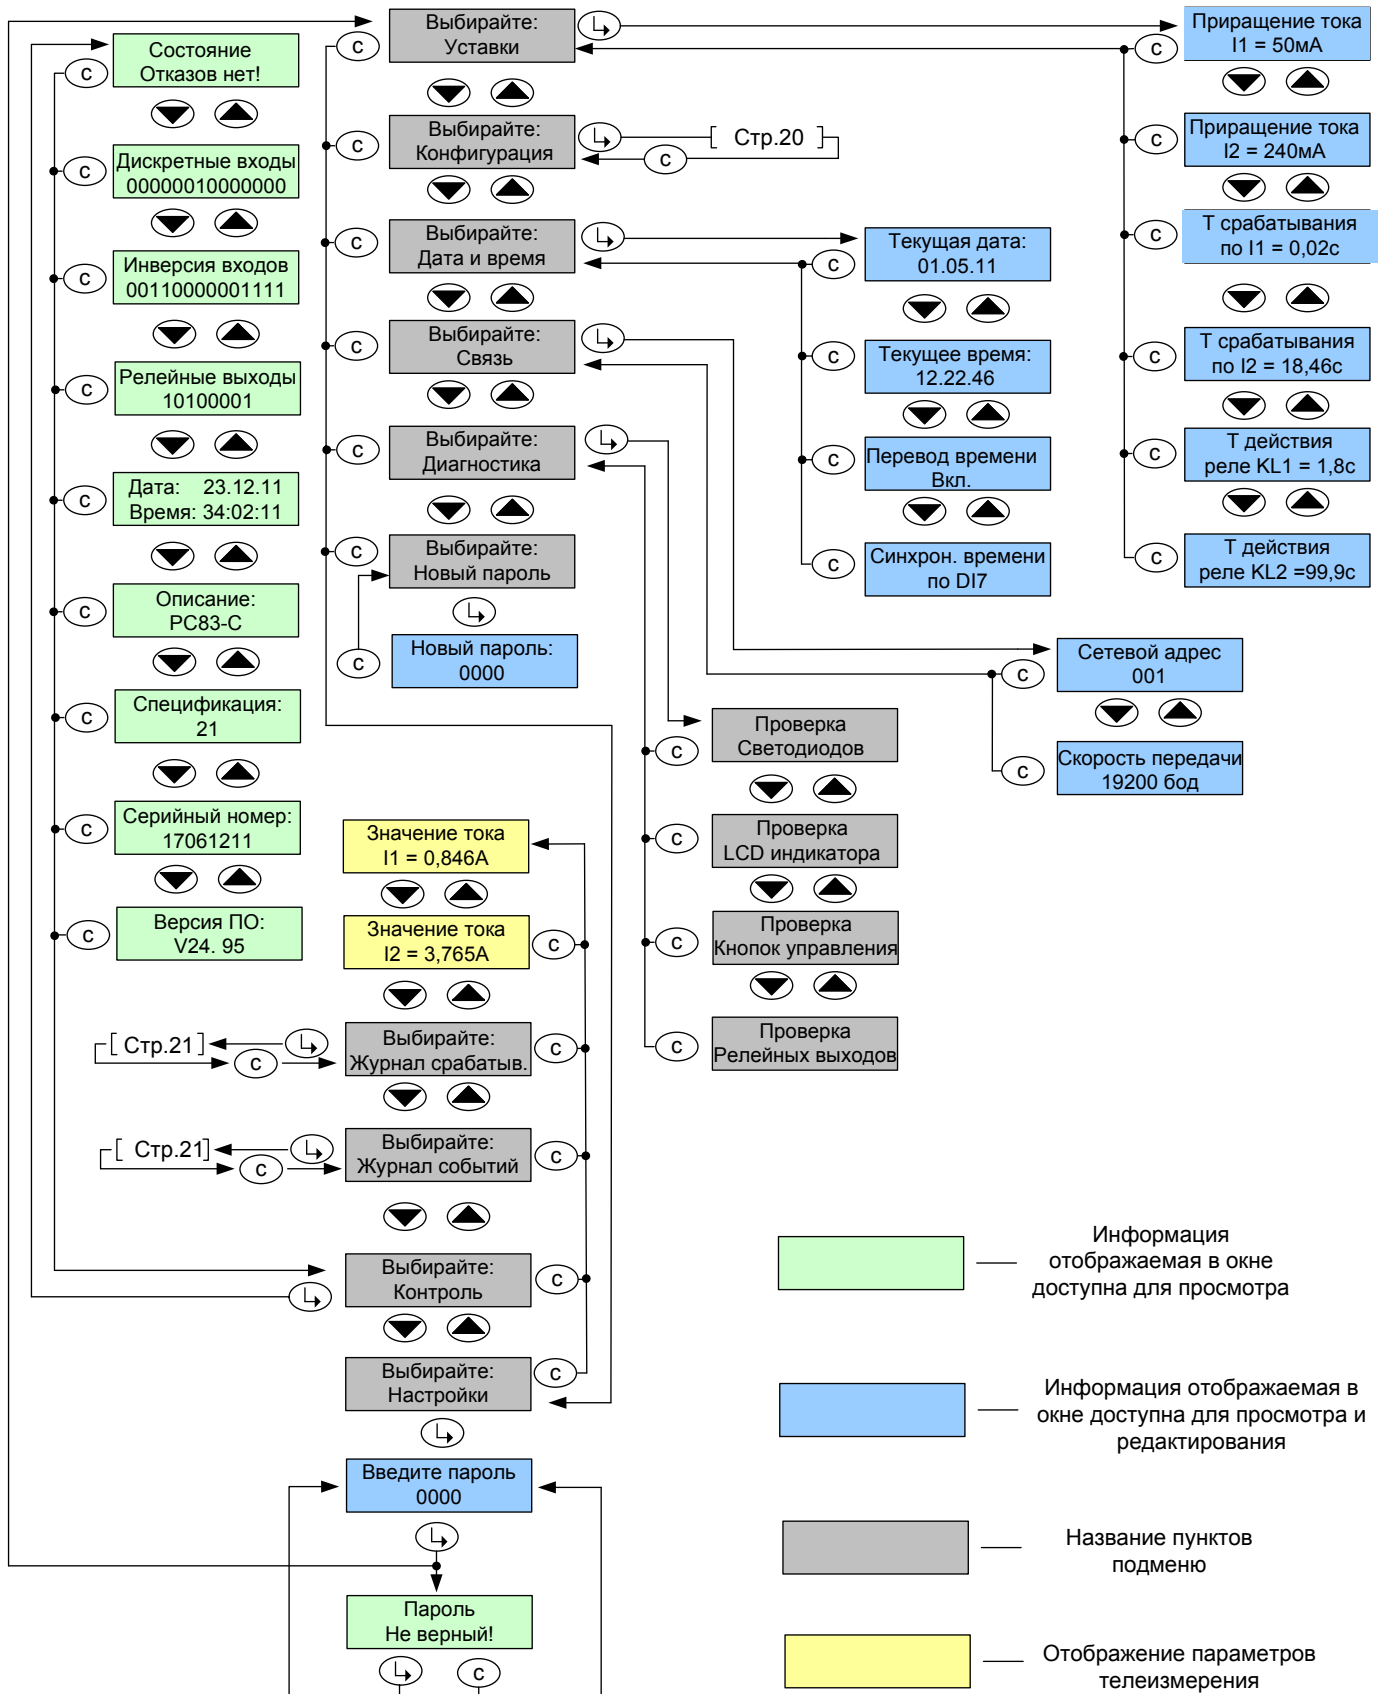 Состояние
Отказов нет!
С
Дискретные входы
00000010000000
С
Инверсия входов
00110000001111
С
Релейные выходы
10100001
С
Дата: 23.12.11
Время: 34:02:11
С
Описание:
РС83-С
С
Спецификация:
21
С
Серийный номер:
17061211
С
Версия ПО:
V24. 95
С
Выбирайте:
Уставки
С
Выбирайте:
Конфигурация
С
[ Стр.20 ]
С
Выбирайте:
Дата и время
С
Выбирайте:
Связь
С
Выбирайте:
Диагностика
С
Выбирайте:
Новый пароль
С
Новый пароль:
0000
С
Приращение тока
I1 = 50мА
С
Приращение тока
I2 = 240мА
С
Т срабатывания
по I1 = 0,02с
С
Т срабатывания
по I2 = 18,46с
С
Т действия
реле KL1 = 1,8с
С
Т действия
реле KL2 =99,9с
С
Текущая дата:
01.05.11
С
Текущее время:
12.22.46
С
Перевод времени
Вкл.
С
Синхрон. времени
по DI7
С
Сетевой адрес
001
С
Скорость передачи
19200 бод
С
Проверка
Светодиодов
С
Проверка
LCD индикатора
С
Проверка
Кнопок управления
С
Проверка
Релейных выходов
С
Значение тока
I1 = 0,846А
Значение тока
I2 = 3,765А
С
[ Стр.21 ]
С
Выбирайте:
Журнал срабатыв.
С
[ Стр.21]
С
Выбирайте:
Журнал событий
С
Выбирайте:
Контроль
С
Выбирайте:
Настройки
С
Введите пароль
0000
Пароль
Не верный!
С
Информация
отображаемая в окне
доступна для просмотра
Информация отображаемая в
окне доступна для просмотра и
редактирования
Название пунктов
подменю
Отображение параметров
телеизмерения